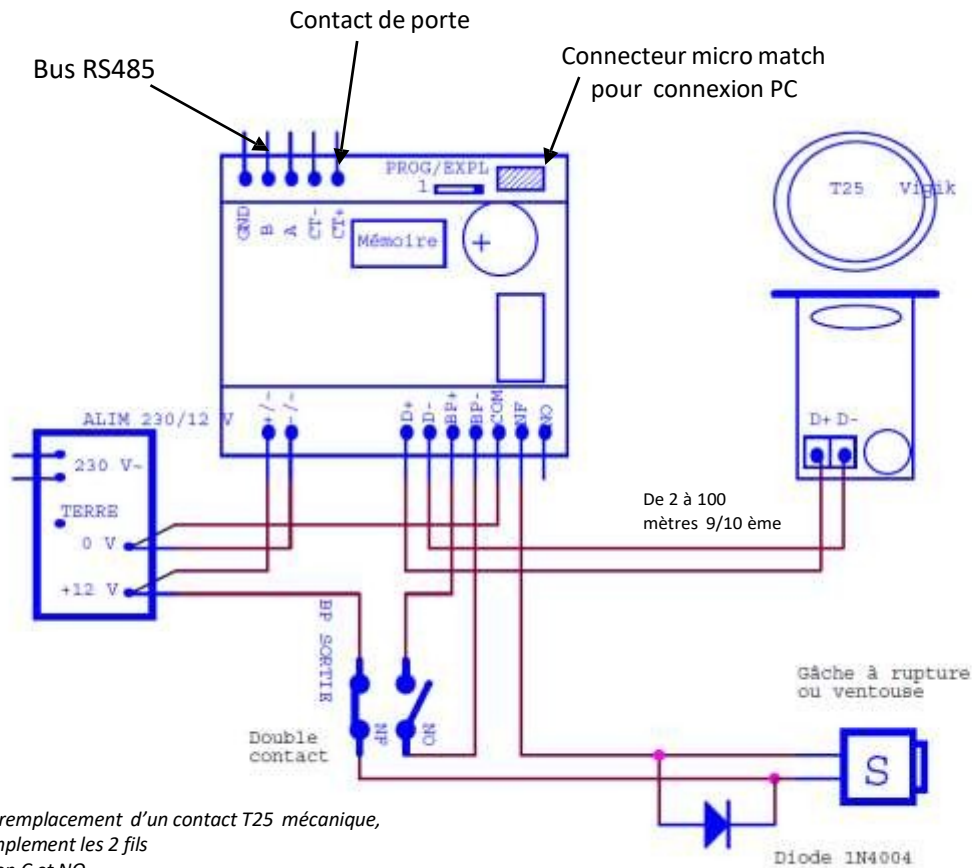 Contact de porte
Bus RS485
Connecteur micro match
pour connexion PC
PROG/EXPL
1
GND
B
A
CT-
CT+
Mémoire
+
T25 Vigik
ALIM 230/12 V
+/~
-/~
D+
D-
BP+
BP-
COM
NF
NO
D+ D-
230 V~
TERRE
0 V
+12 V
De 2 à 100
mètres 9/10 ème
BP SORTIE
NF
NO
Double
contact
Gâche à rupture
ou ventouse
S
remplacement d'un contact T25 mécanique,
les 2 fils
C et NO
Diode 1N4004